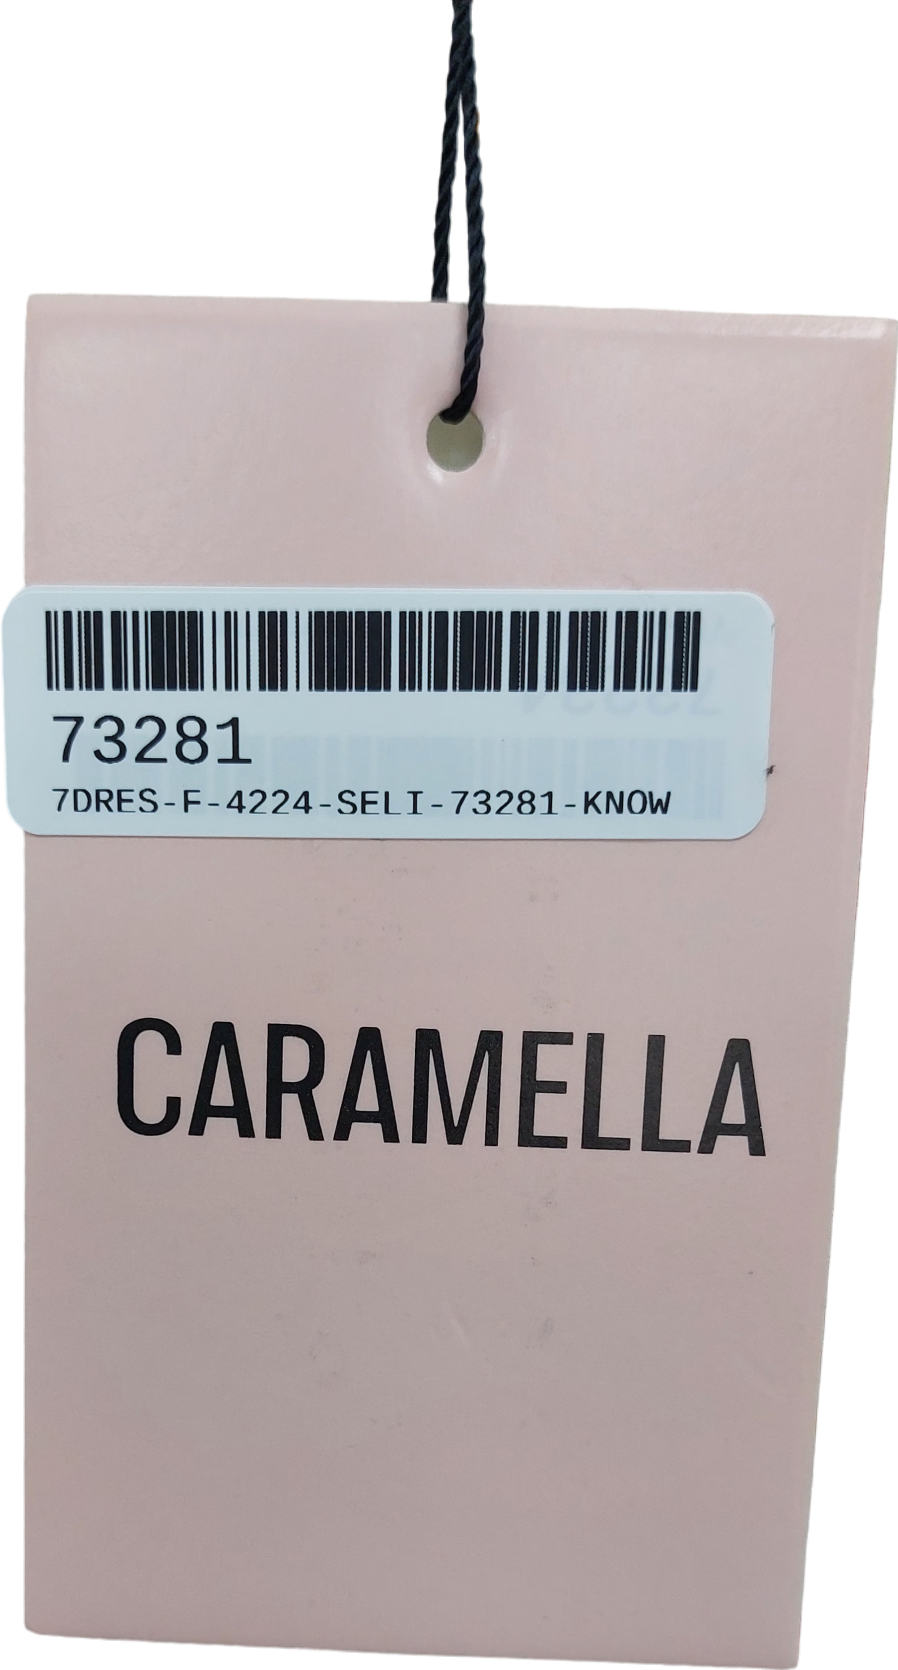 73281
7DRES-F-4224-SELI-73281-KNOW
CARAMELLA